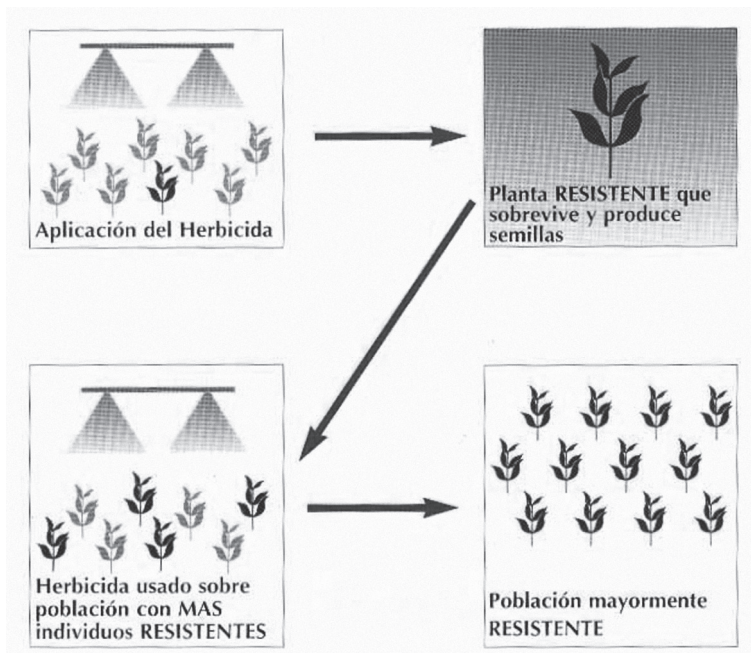 Aplicación del Herbicida
Planta RESISTENTE que
sobrevive y produce
semillas
Herbicida usado sobre
población con MAS
individuos RESISTENTES
Población mayormente
RESISTENTE